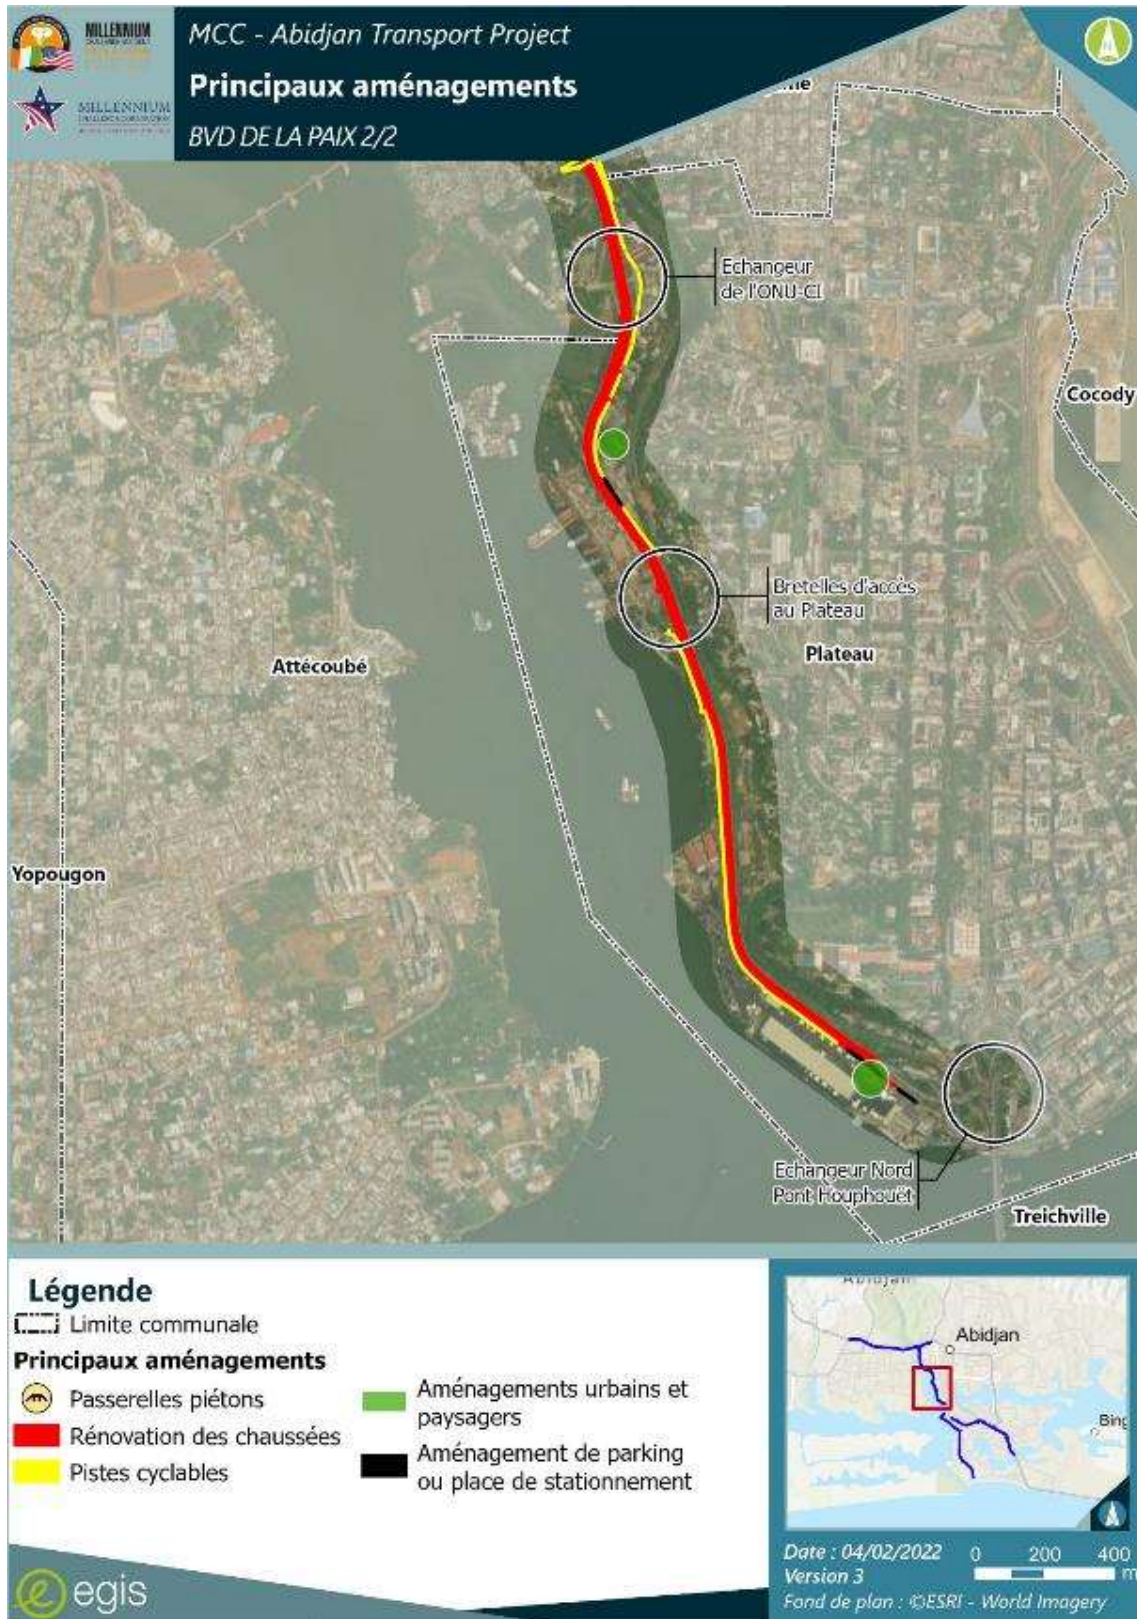 MILLENNIUM
MCC - Abidjan Transport Project
Principaux aménagements
BVD DE LA PAIX 2/2
MILLENNIUM
N
Echangeur
de l'ONU-CI
Cocody
Bretelles d'accès
au Plateau
Plateau
Attécoubé
Yopougon
Echangeur Nord
Pont Houphouët
Treichville
Légende
Limite communale
Principaux aménagements
Passerelles piétons
Rénovation des chaussées
Pistes cyclables
Aménagements urbains et
paysagers
Aménagement de parking
ou place de stationnement
Abidjan
Abidjan
Bing
Date : 04/02/2022
Version 3
0 200 400
m
Fond de plan : ©ESRI - World Imagery
egis